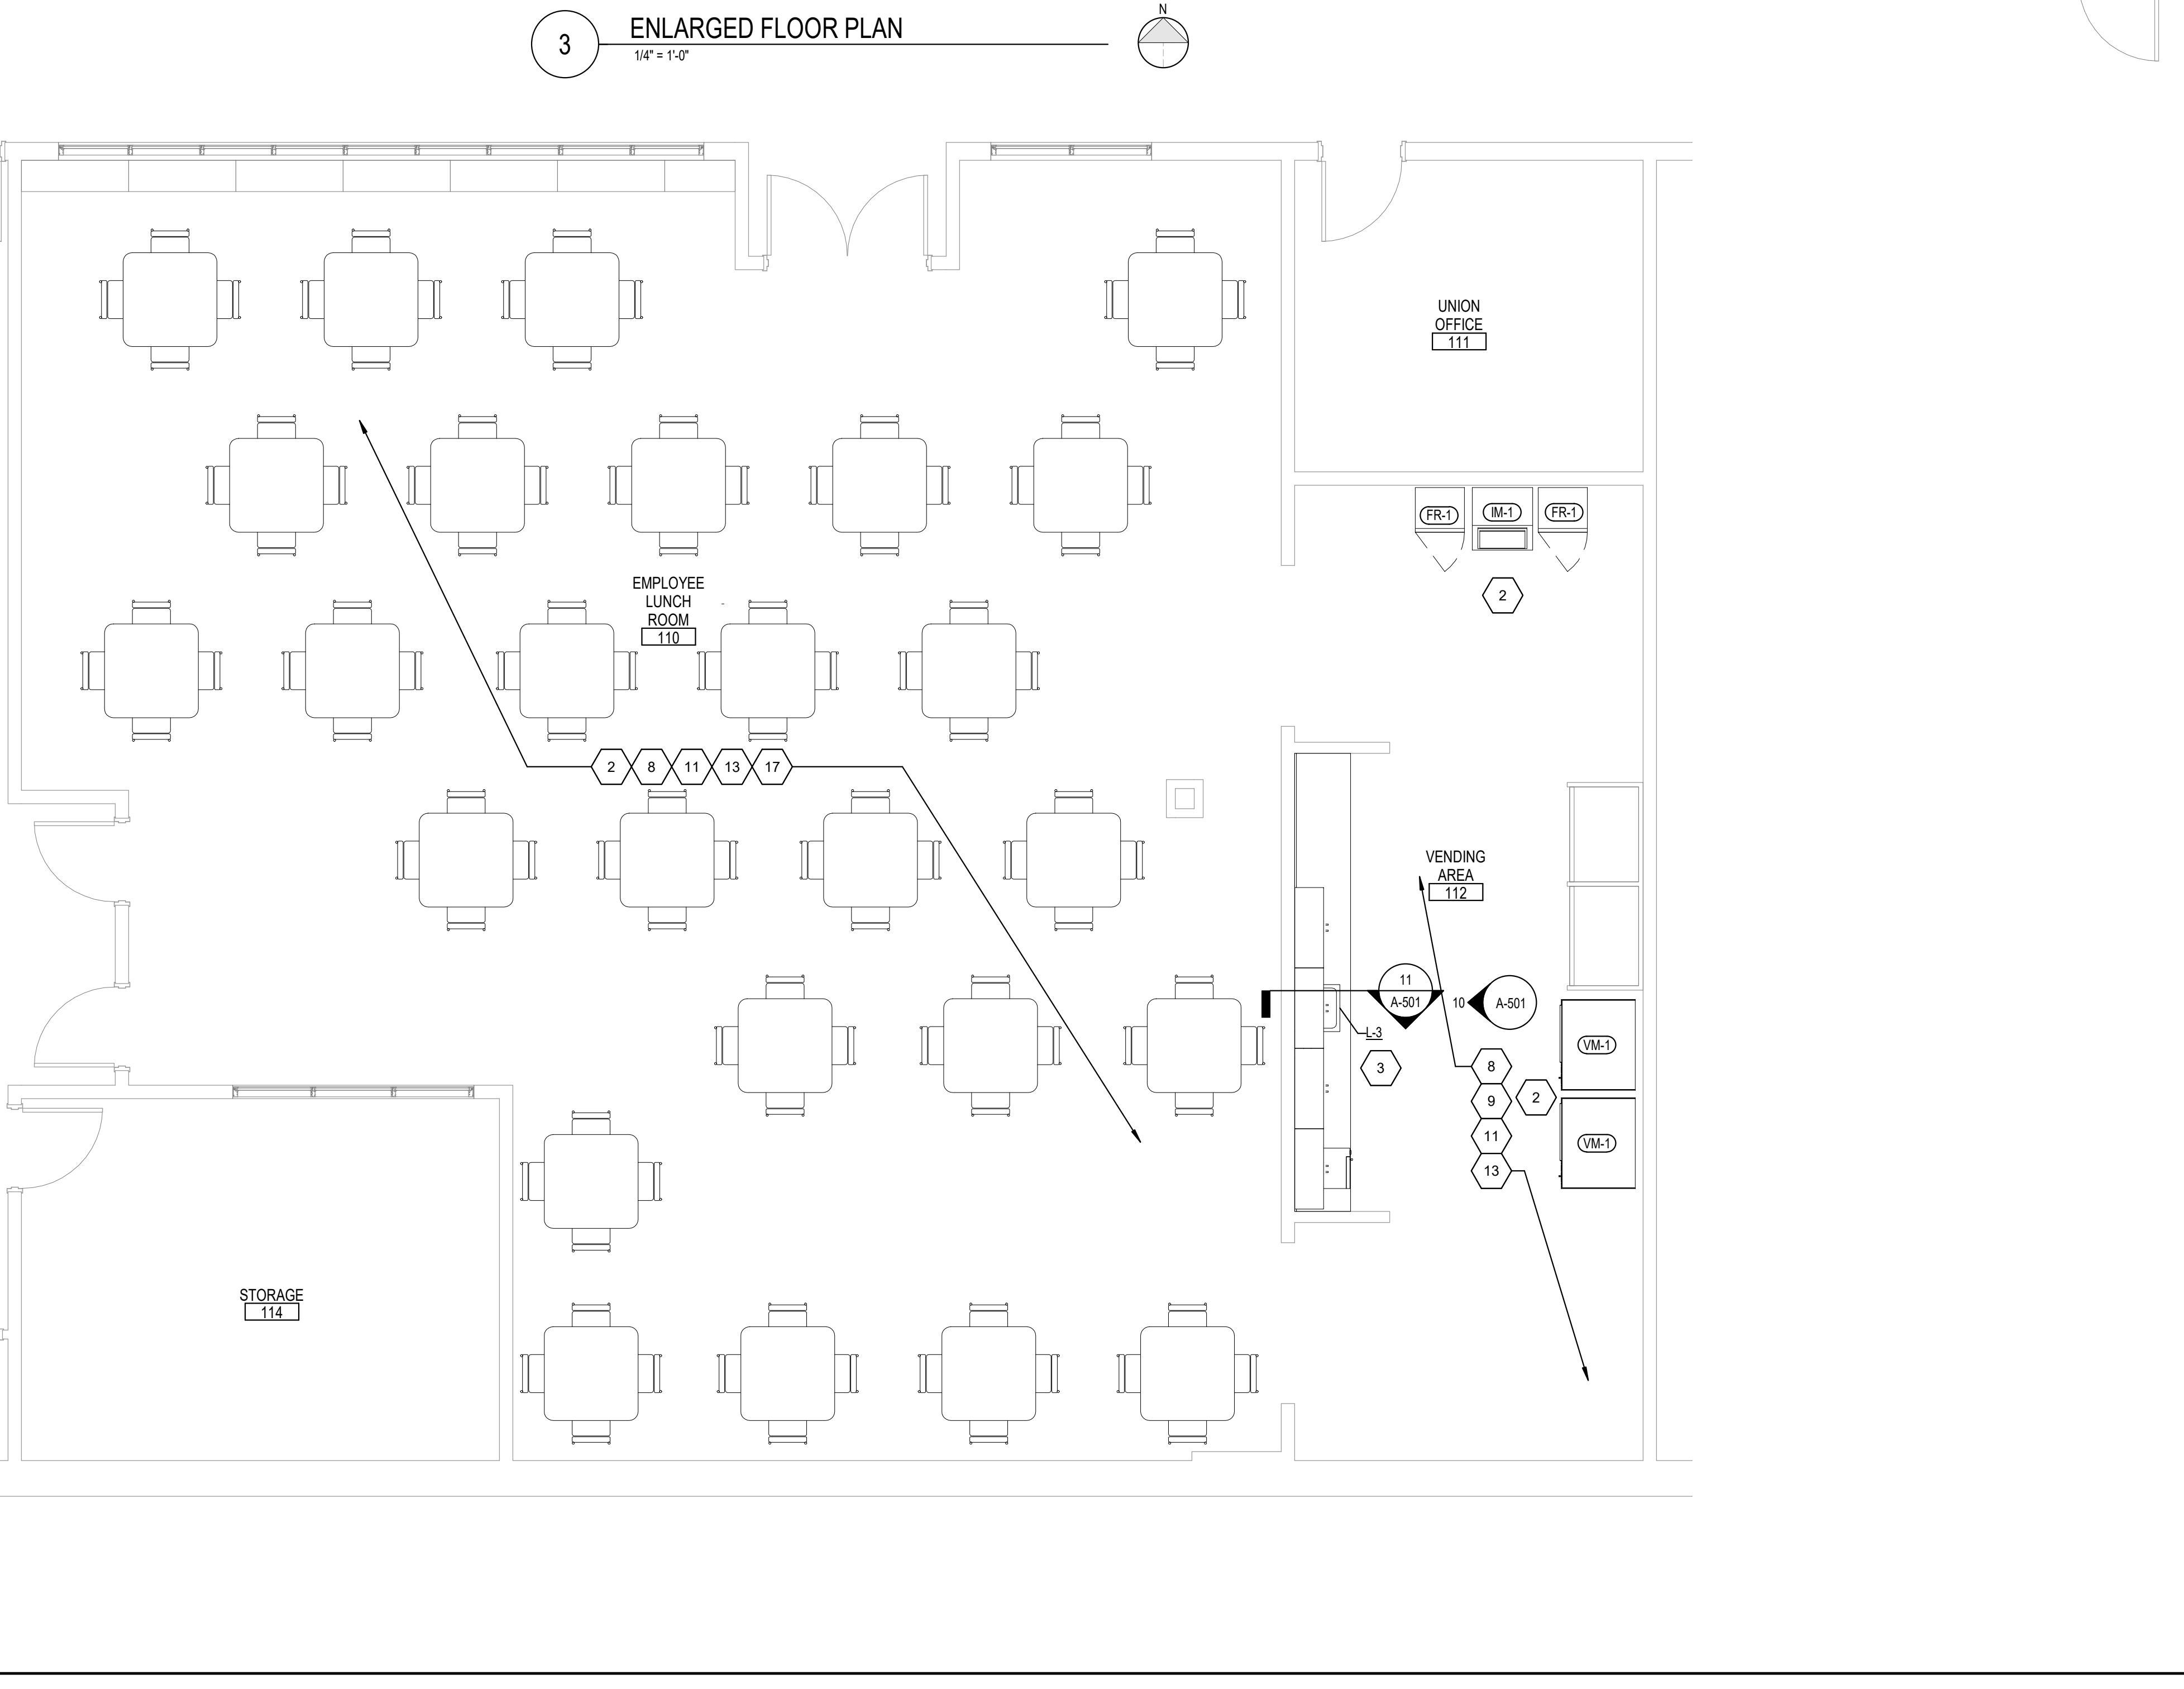 3
ENLARGED FLOOR PLAN
1/4" = 1'-0"
N
UNION
OFFICE
111
FR-1
IM-1
FR-1
2
EMPLOYEE
LUNCH
ROOM
110
2
8
11
13
17
VENDING
AREA
112
11
A-501
10
A-501
L-3
3
VM-1
8
9
2
11
VM-1
13
STORAGE
114